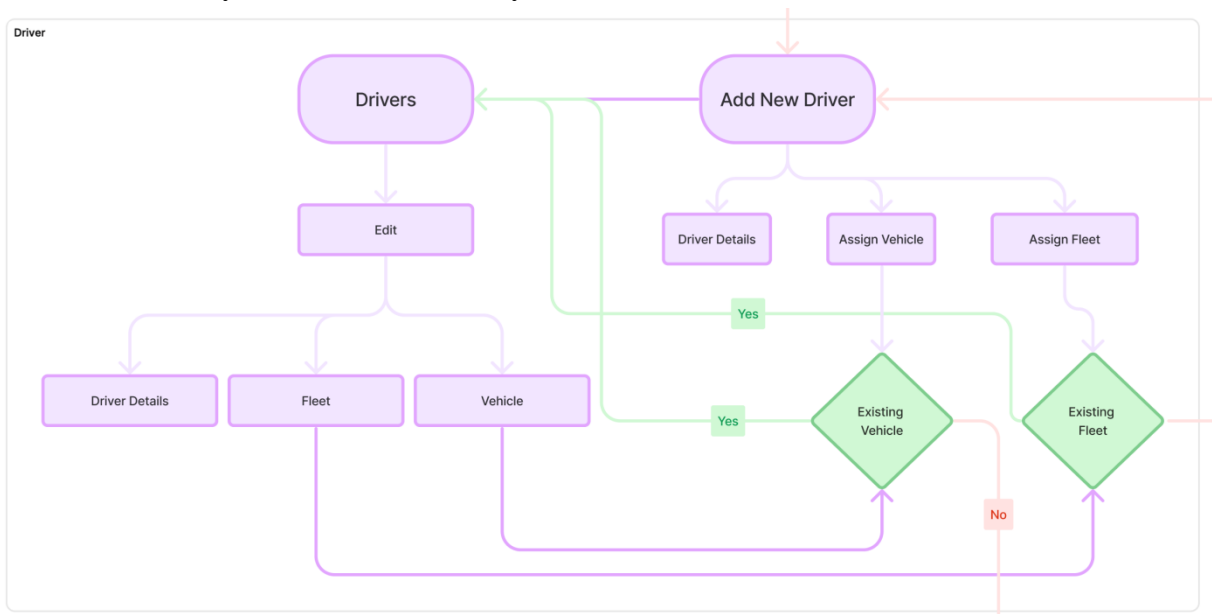 Driver
Drivers
Add New Driver
Edit
Driver Details
Assign Vehicle
Assign Fleet
Yes
Driver Details
Fleet
Vehicle
Yes
Existing
Vehicle
Existing
Fleet
No